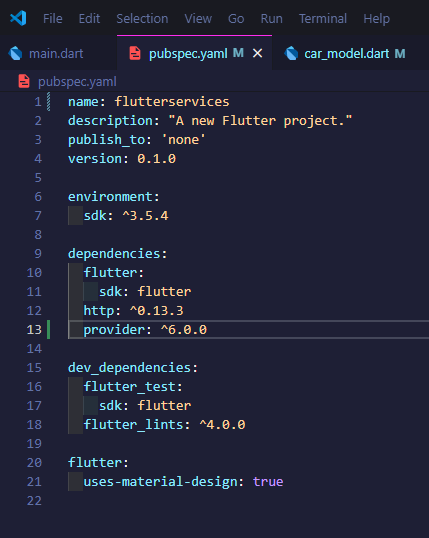 File Edit Selection View Go Run Terminal Help
main.dart pubspec.yaml M car_model.dart M
pubspec.yaml
1 name: flutterservices
2 description: "A new Flutter project."
3 publish_to: 'none'
4 version: 0.1.0
5
6 environment:
7   sdk: ^3.5.4
8
9 dependencies:
10   flutter:
11     sdk: flutter
12   http: ^0.13.3
13   provider: ^6.0.0
14
15 dev_dependencies:
16   flutter_test:
17     sdk: flutter
18   flutter_lints: ^4.0.0
19
20 flutter:
21   uses-material-design: true
22